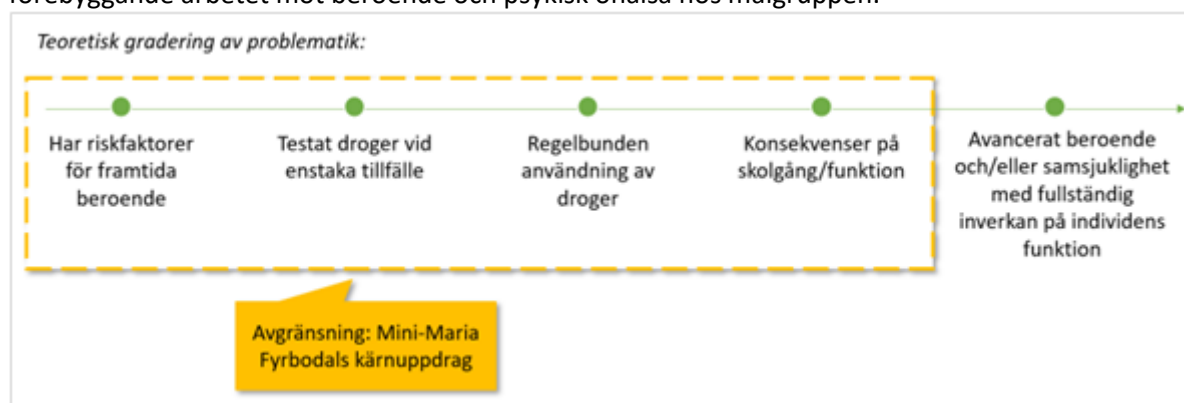 förebyggande arbetet mot beroende och psykisk ohälsa hos målgruppen.
Teoretisk gradering av problematik:
Har riskfaktorer
för framtida
beroende
Testat droger vid
enstaka tillfälle
Regelbunden
användning av
droger
Konsekvenser på
skolgång/funktion
Avancerat beroende
och/eller samsjuklighet
med fullständig
inverkan på individens
funktion
Avgränsning: Mini-Maria
Fyrbodals kärnuppdrag